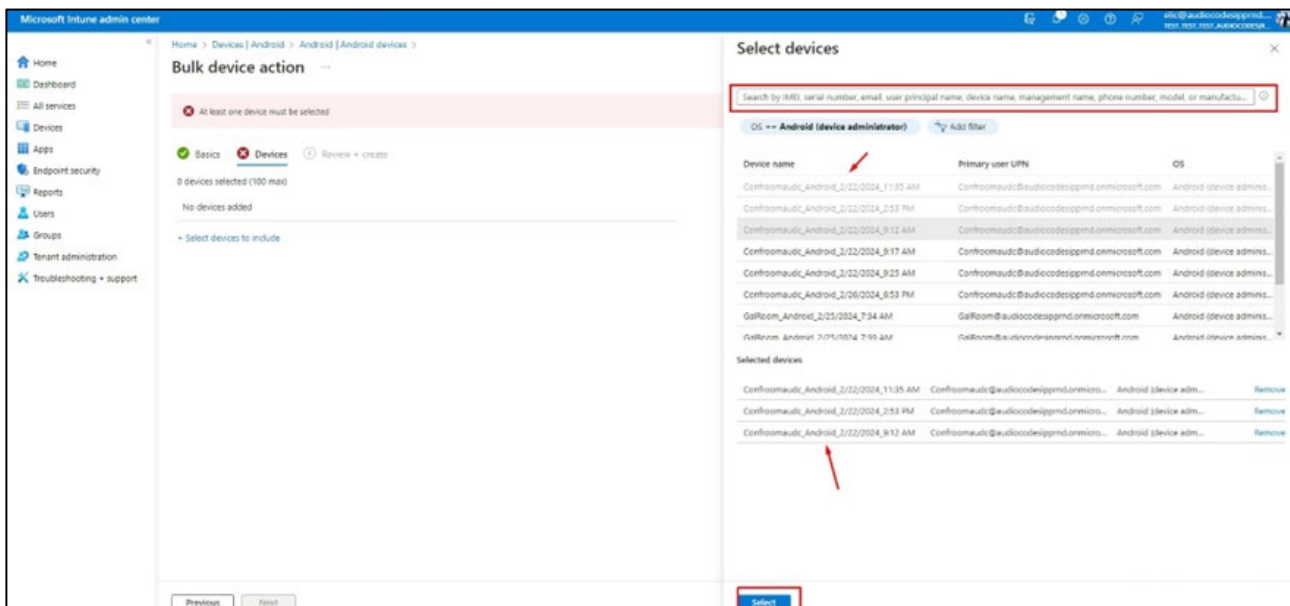 Microsoft Intune admin center
Home
Dashboard
All services
Devices
Apps
Endpoint security
Reports
Users
Groups
Tenant administration
Troubleshooting + support
Home > Devices | Android > Android | Android devices >
Bulk device action
At least one device must be selected
Basics Devices Review + create
0 devices selected (100 max)
No devices added
+ Select devices to include
Previous Next
Select devices
Search by IMEI, serial number, email, user principal name, device name, management name, phone number, model, or manufactu...
OS == Android (device administrator) Add filter
Device name Primary user UPN OS
Confroomaudc_Android_2/22/2024_11:35 AM Confroomaudc@audiocodesipprnd.onmicrosoft.com Android (device adminis...
Confroomaudc_Android_2/22/2024_2:53 PM Confroomaudc@audiocodesipprnd.onmicrosoft.com Android (device adminis...
Confroomaudc_Android_2/22/2024_9:12 AM Confroomaudc@audiocodesipprnd.onmicrosoft.com Android (device adminis...
Confroomaudc_Android_2/22/2024_9:17 AM Confroomaudc@audiocodesipprnd.onmicrosoft.com Android (device adminis...
Confroomaudc_Android_2/22/2024_9:25 AM Confroomaudc@audiocodesipprnd.onmicrosoft.com Android (device adminis...
Confroomaudc_Android_2/26/2024_6:53 PM Confroomaudc@audiocodesipprnd.onmicrosoft.com Android (device adminis...
GalRoom_Android_2/25/2024_7:34 AM GalRoom@audiocodesipprnd.onmicrosoft.com Android (device adminis...
GalRoom_Android_2/25/2024_7:39 AM GalRoom@audiocodesipprnd.onmicrosoft.com Android (device adminis...
Selected devices
Confroomaudc_Android_2/22/2024_11:35 AM Confroomaudc@audiocodesipprnd.onmicro... Android (device adm... Remove
Confroomaudc_Android_2/22/2024_2:53 PM Confroomaudc@audiocodesipprnd.onmicro... Android (device adm... Remove
Confroomaudc_Android_2/22/2024_9:12 AM Confroomaudc@audiocodesipprnd.onmicro... Android (device adm... Remove
Select